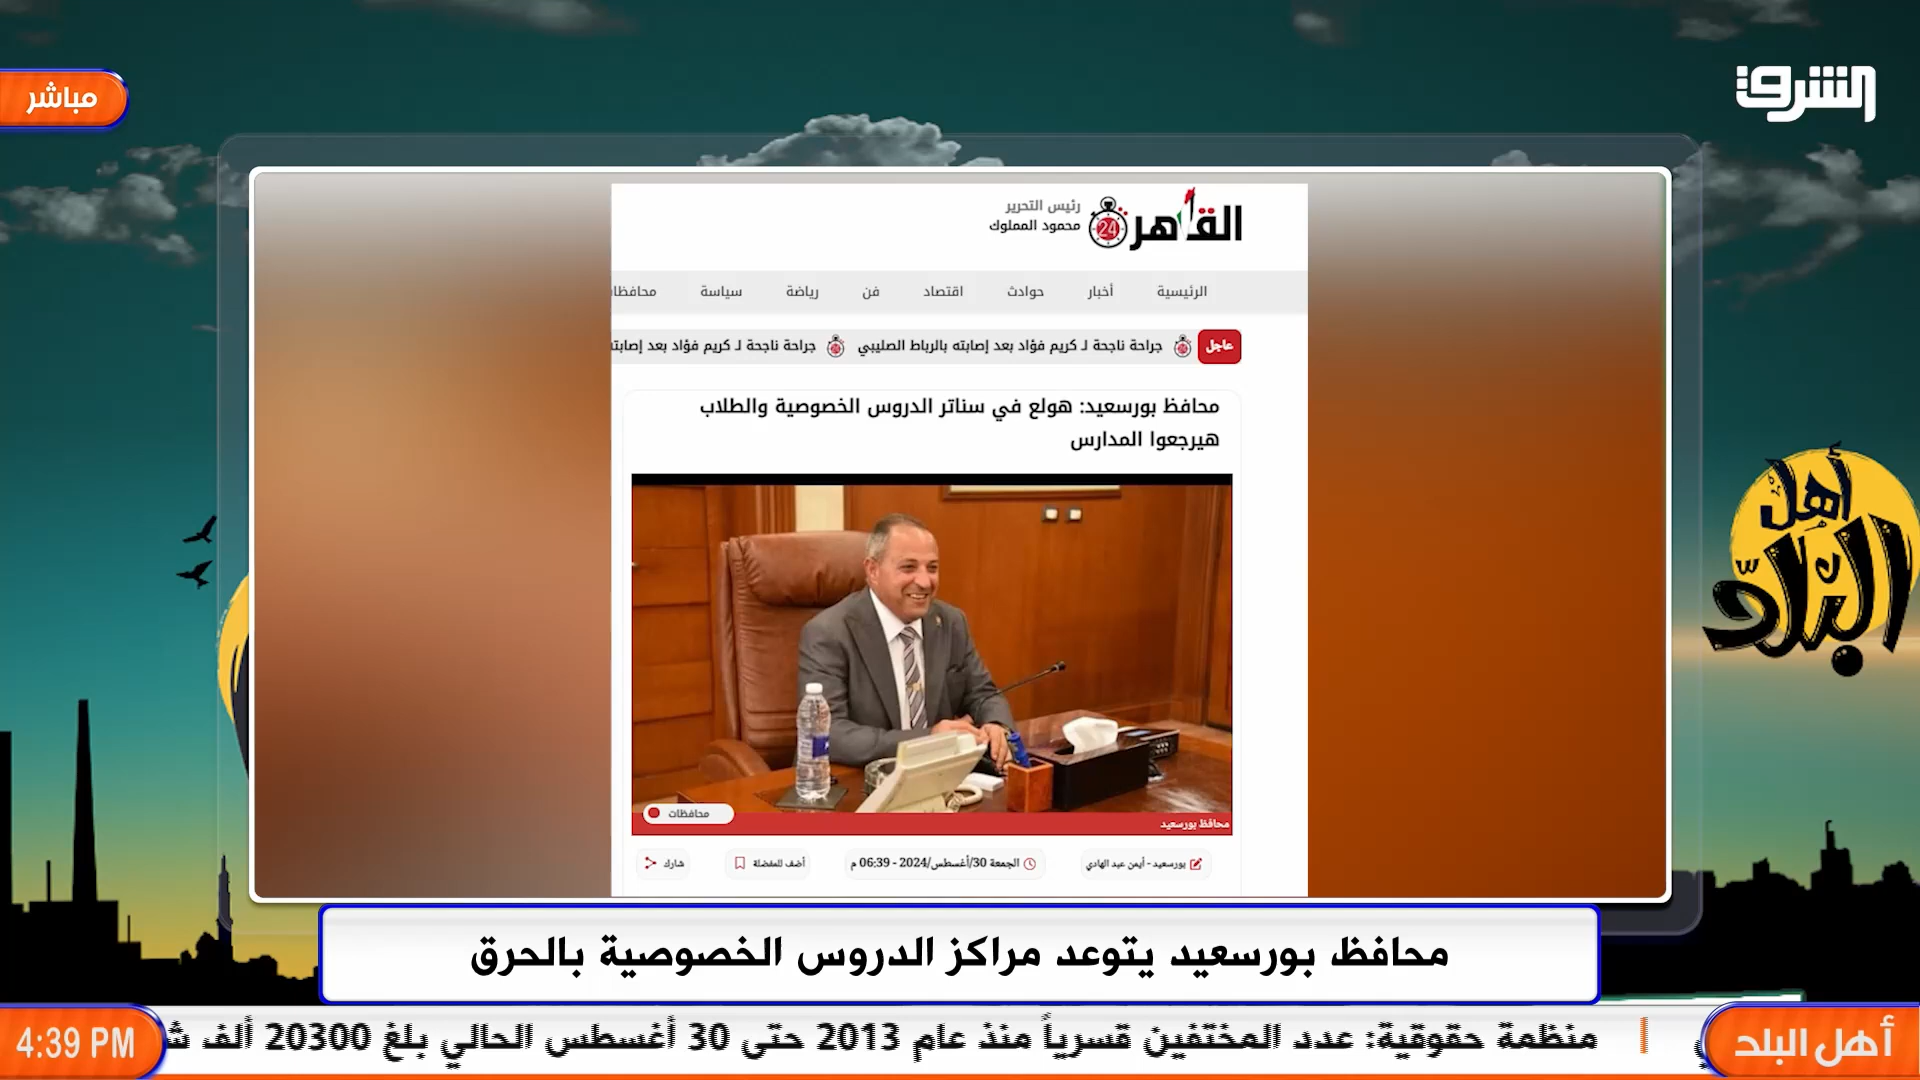 مباشر
الشرق
القاهرة 24
رئيس التحرير
محمود المملوك
الرئيسية
أخبار
حوادث
اقتصاد
فن
رياضة
سياسة
عاجل
جراحة ناجحة لـ كريم فؤاد بعد إصابته بالرباط الصليبي
جراحة ناجحة لـ كريم فؤاد بعد
محافظ بورسعيد: هولع في سناتر الدروس الخصوصية والطلاب
هيرجعوا المدارس
محافظات
محافظ بورسعيد
بورسعيد - أيمن عبد الهادي
الجمعة 30/أغسطس/2024 - 06:39 م
أضف للمفضلة
شارك
أهل
البلد
محافظ بورسعيد يتوعد مراكز الدروس الخصوصية بالحرق
أهل البلد
منظمة حقوقية: عدد المختفين قسرياً منذ عام 2013 حتى 30 أغسطس الحالي بلغ 20300 ألف
4:39 PM